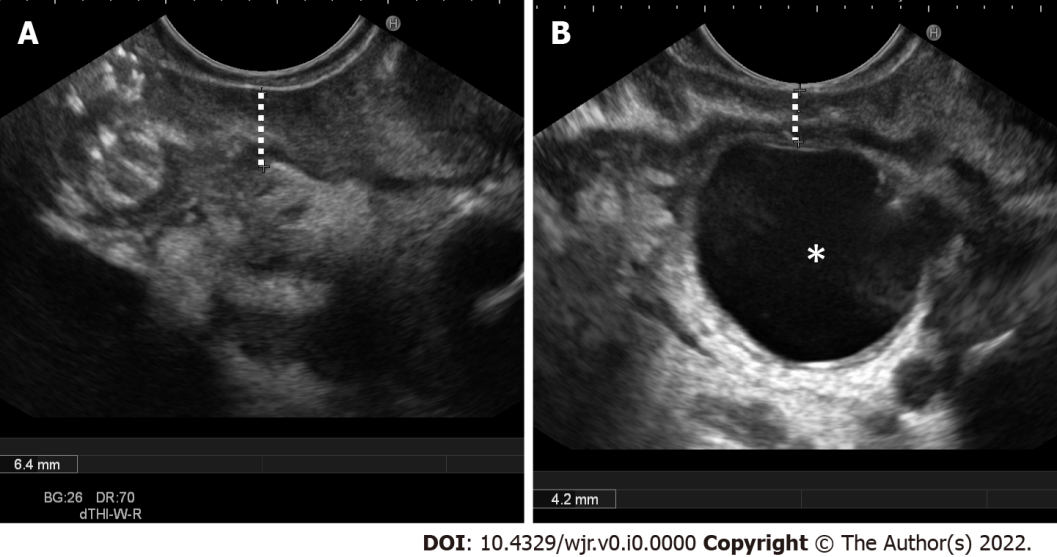 A
H
B
H
*
6.4 mm
BG:26 DR:70
dTHI-W-R
4.2 mm
DOI: 10.4329/wjr.v0.i0.0000 Copyright © The Author(s) 2022.